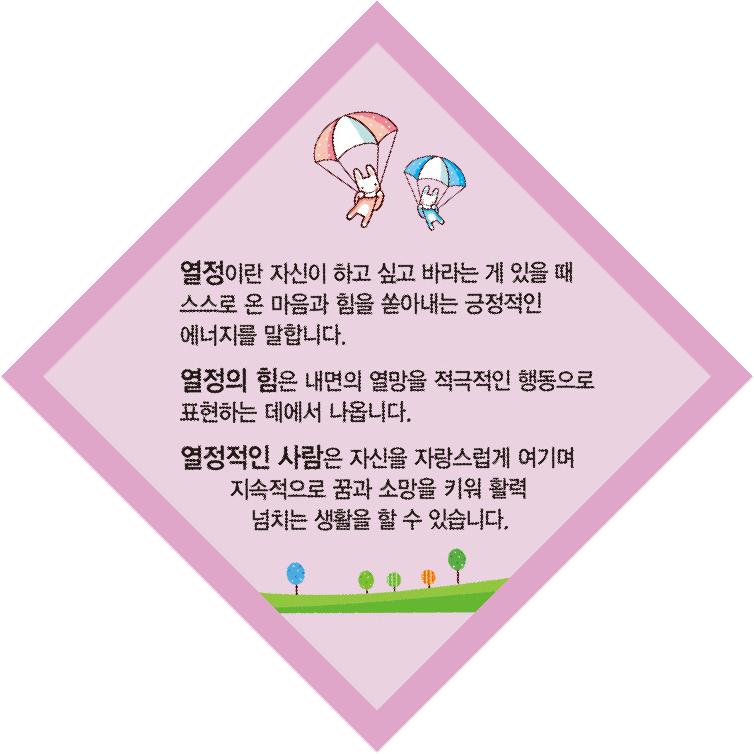 열정이란 자신이 하고 싶고 바라는 게 있을 때
스스로 온 마음과 힘을 쏟아내는 긍정적인
에너지를 말합니다.
열정의 힘은 내면의 열망을 적극적인 행동으로
표현하는 데에서 나옵니다.
열정적인 사람은 자신을 자랑스럽게 여기며
지속적으로 꿈과 소망을 키워 활력
넘치는 생활을 할 수 있습니다.